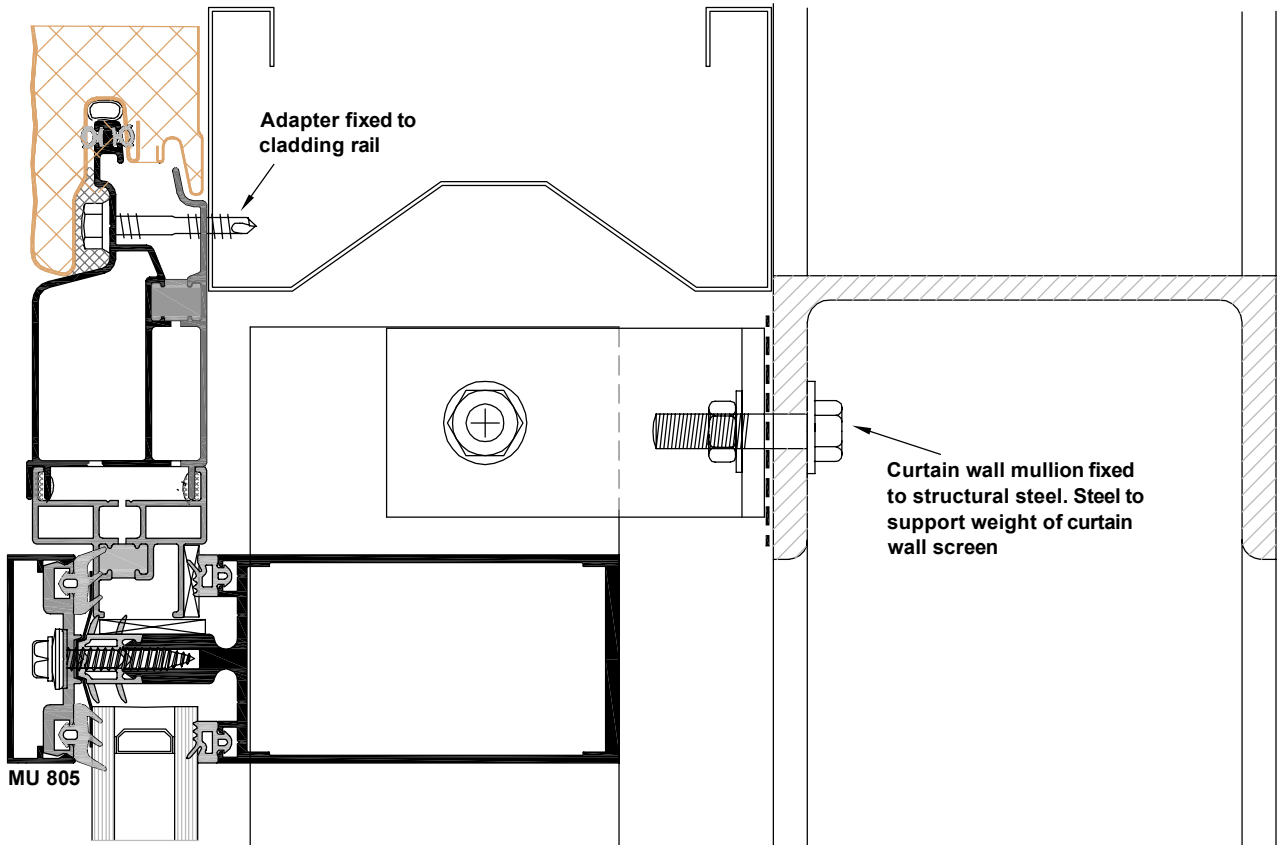 Adapter fixed to
cladding rail
Curtain wall mullion fixed
to structural steel. Steel to
support weight of curtain
wall screen
MU 805